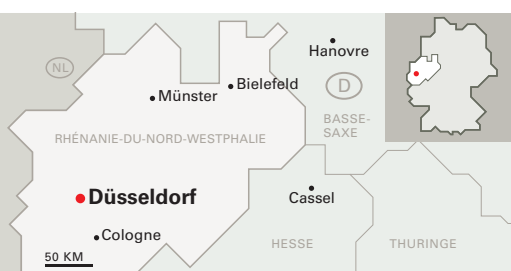 Hanovre
NL
Bielefeld
D
Münster
BASSE-
SAXE
RHÉNANIE-DU-NORD-WESTPHALIE
Düsseldorf
Cassel
Cologne
HESSE
THURINGE
50 KM